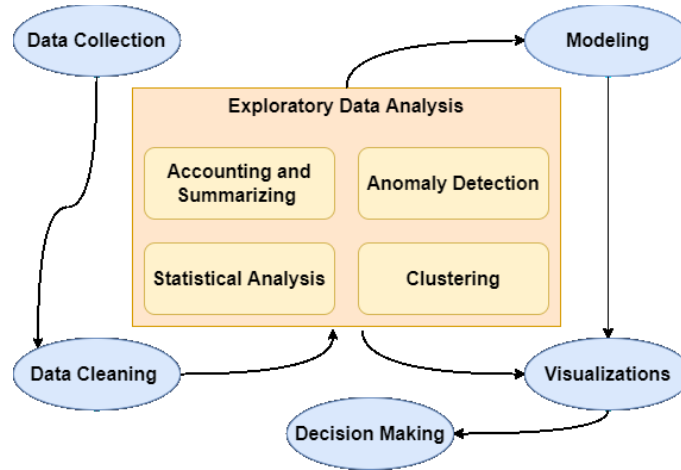 Data Collection
Modeling
Exploratory Data Analysis
Accounting and
Summarizing
Anomaly Detection
Statistical Analysis
Clustering
Data Cleaning
Visualizations
Decision Making